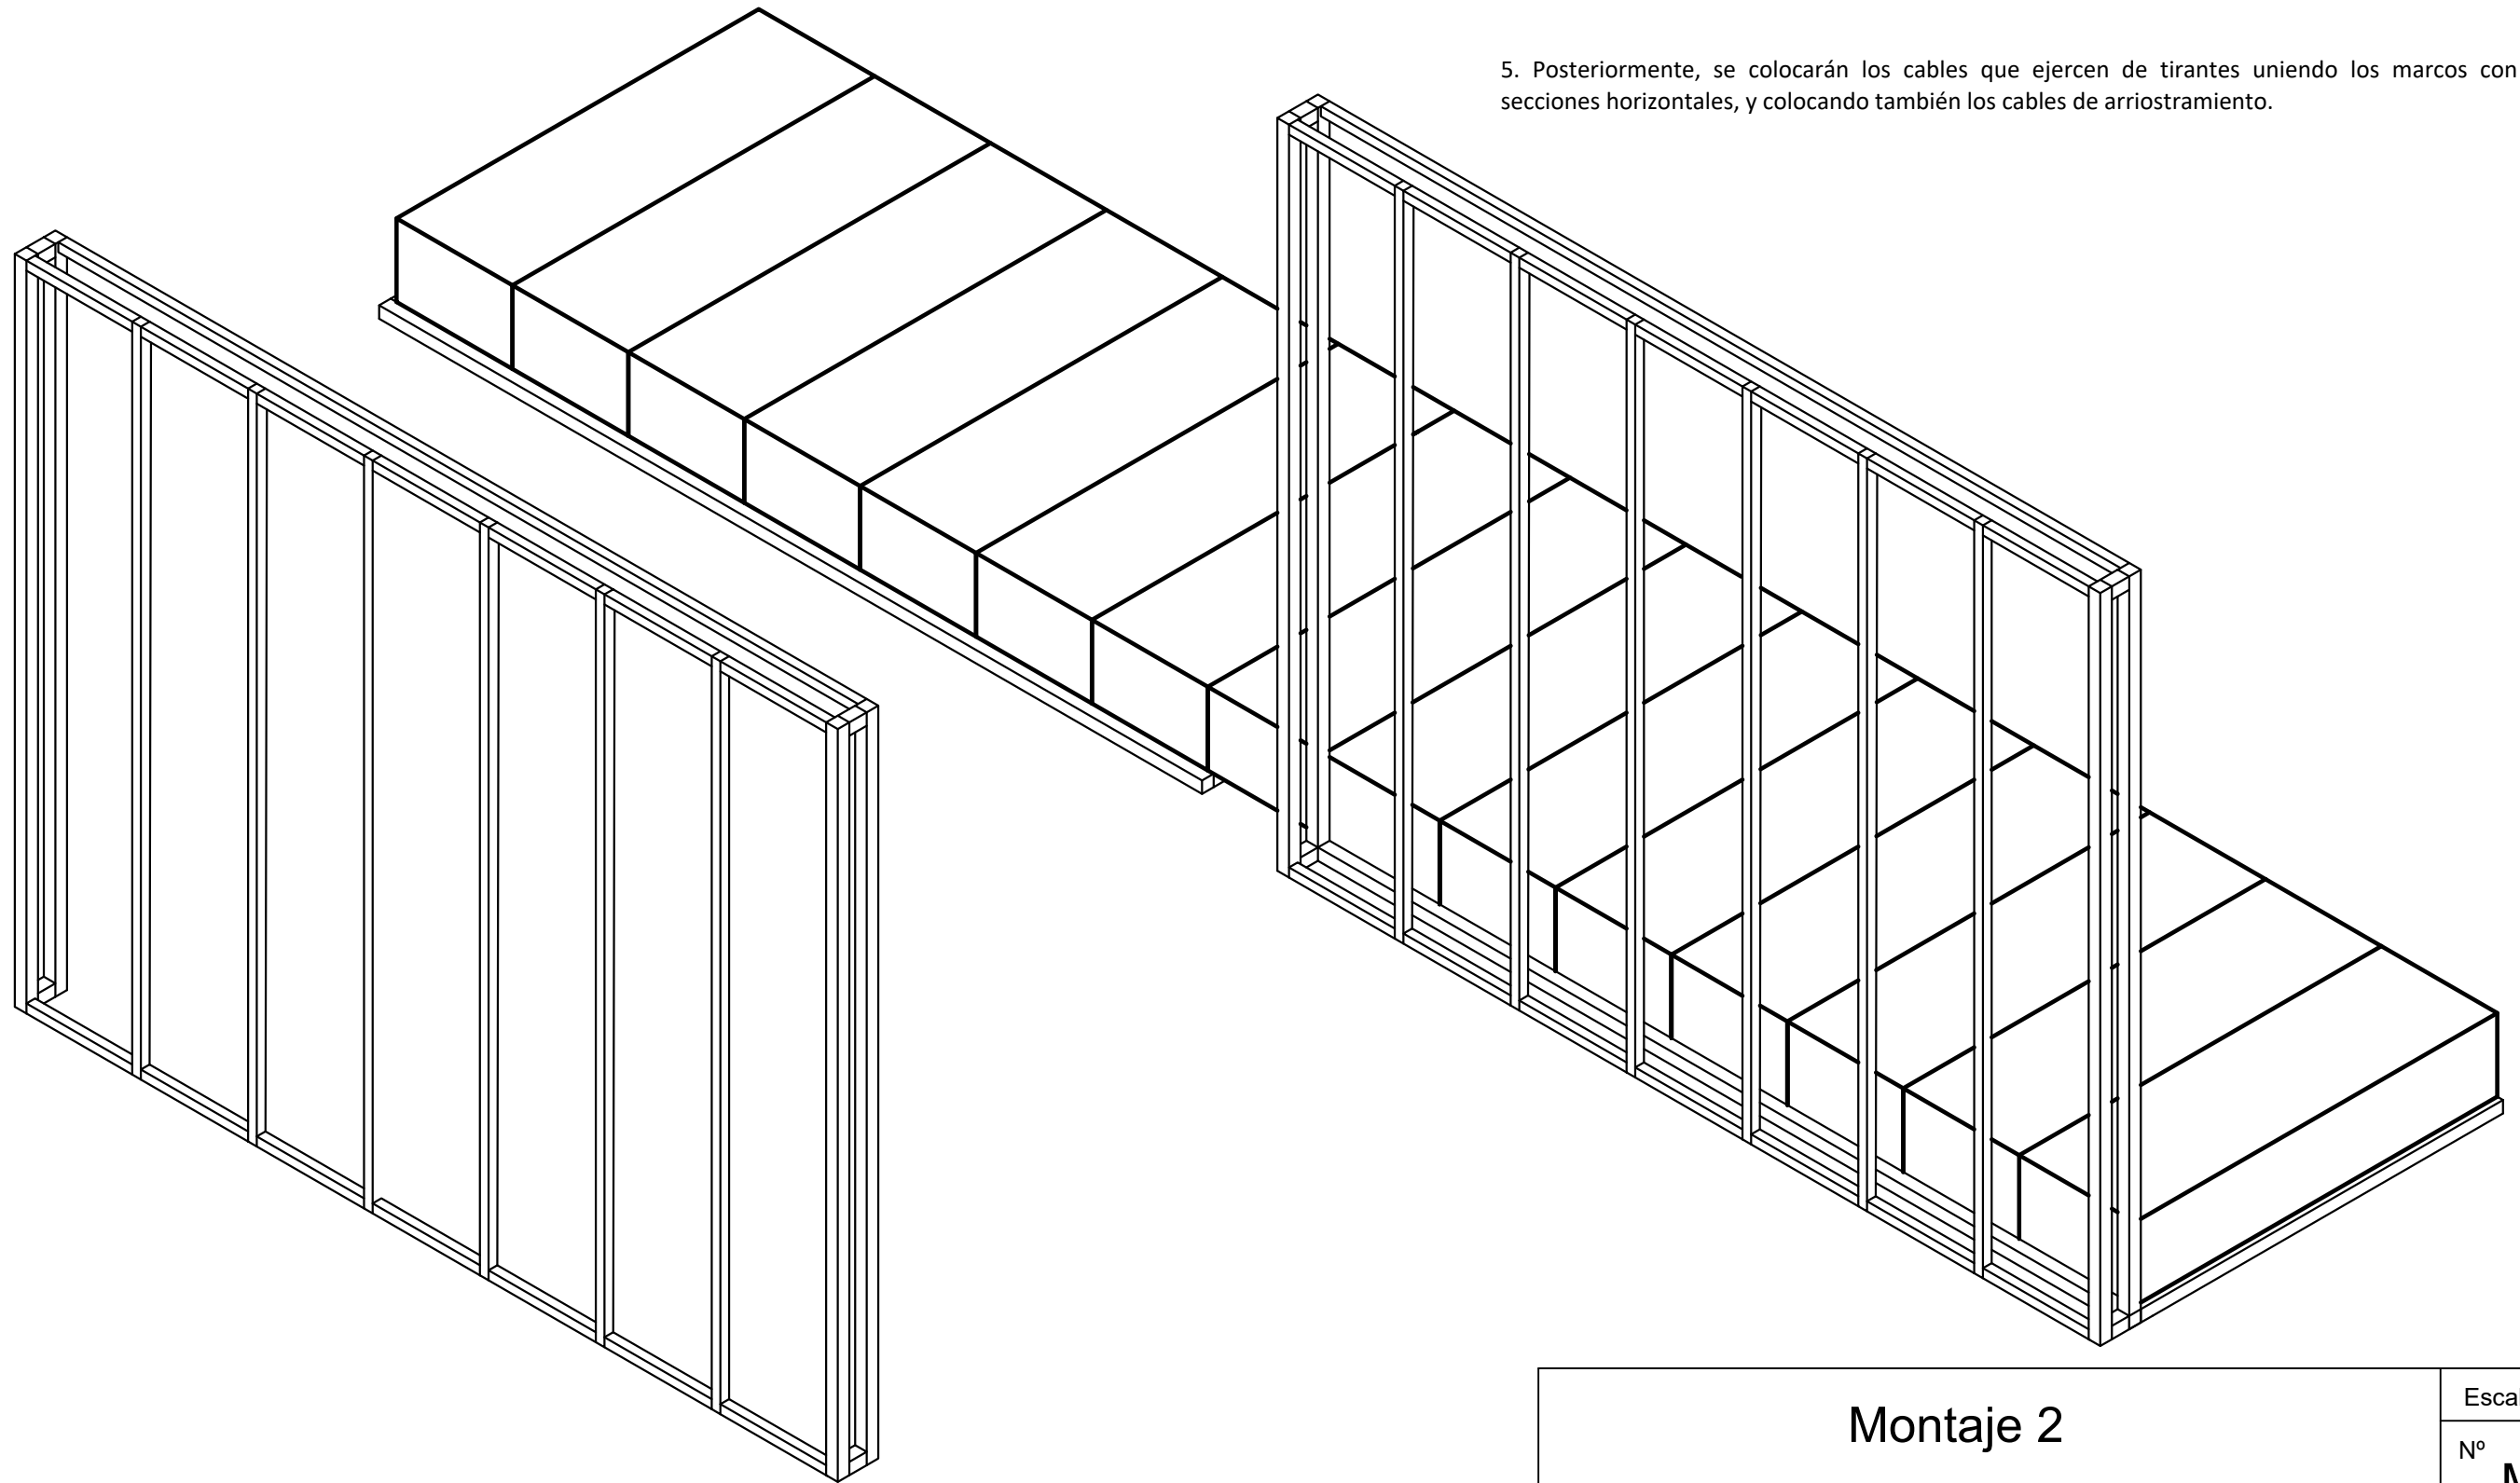 5. Posteriormente, se colocarán los cables que ejercen de tirantes uniendo los marcos con
secciones horizontales, y colocando también los cables de arriostramiento.
Montaje 2
Nº